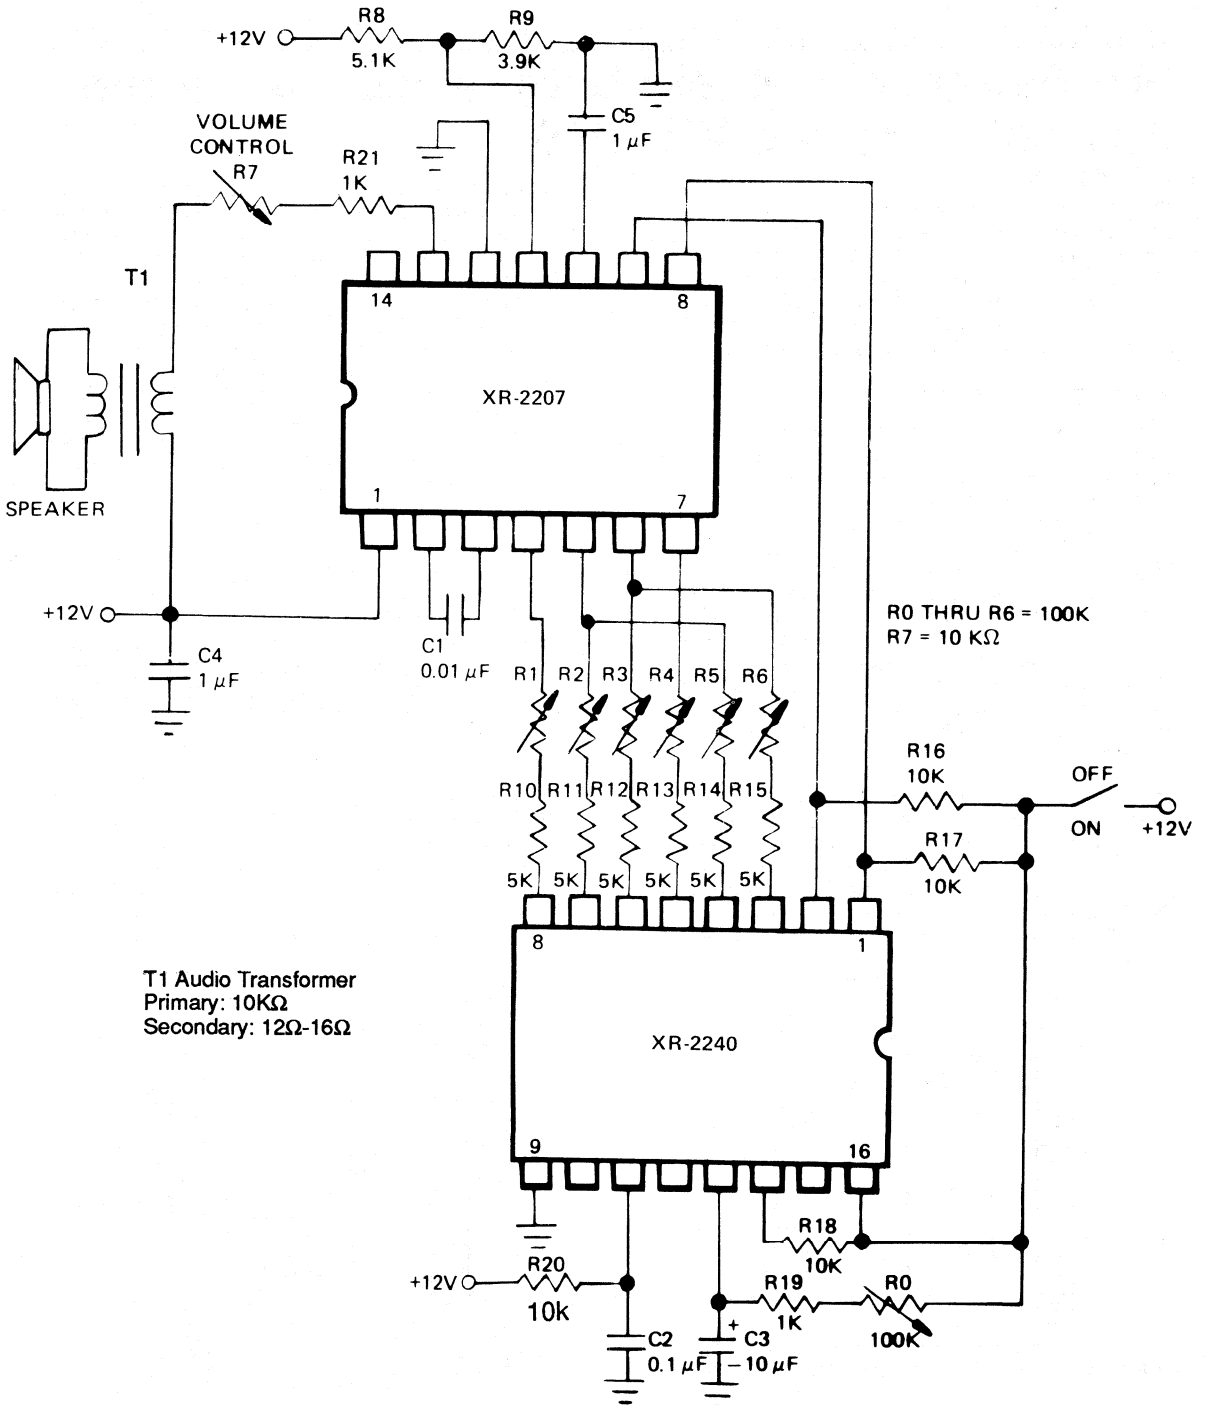 R8
R9
+12V
5.1K
3.9K
C5
1 μF
VOLUME
CONTROL
R7
R21
1K
T1
14
8
XR-2207
1
7
SPEAKER
+12V
C4
1 μF
C1
0.01 μF
R0 THRU R6 = 100K
R7 = 10 KΩ
R1 R2 R3 R4 R5 R6
R10 R11 R12 R13 R14 R15
5K 5K 5K 5K 5K 5K
R16
10K
R17
10K
OFF
ON
+12V
8
1
XR-2240
T1 Audio Transformer
Primary: 10KΩ
Secondary: 12Ω-16Ω
9
16
R18
10K
R20
+12V
10k
R19
1K
R0
100K
C2
0.1 μF
+
C3
10 μF